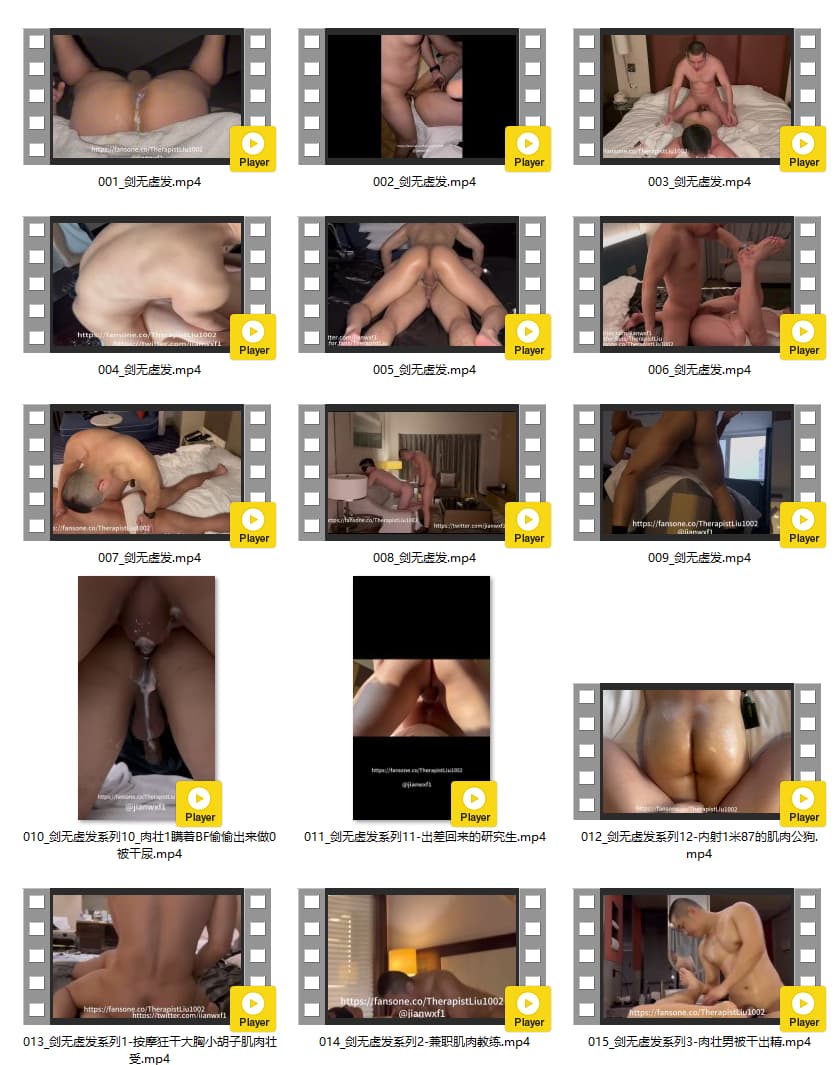 https://fansone.co/TherapistLiu1002
Player
001_剑无虚发.mp4
Player
002_剑无虚发.mp4
fansone.co/TherapistLiu1002
Player
003_剑无虚发.mp4
https://fansone.co/TherapistLiu1002
https://twitter.com/jianwxf1
Player
004_剑无虚发.mp4
tter.com/jianwxf1
for.fans/TherapistLiu
Player
005_剑无虚发.mp4
tter.com/jianwxf1
for.fans/TherapistLiu
fansone.co/TherapistLiu1002
Player
006_剑无虚发.mp4
s://fansone.co/TherapistLiu1002
Player
007_剑无虚发.mp4
https://fansone.co/TherapistLiu1002
https://twitter.com/jianwxf1
Player
008_剑无虚发.mp4
https://fansone.co/TherapistLiu1002
@jianwxf1
Player
009_剑无虚发.mp4
https://fansone.co/TherapistLiu1002
@jianwxf1
Player
010_剑无虚发系列10_肉壮1瞒着BF偷偷出来做0
被干尿.mp4
https://fansone.co/TherapistLiu1002
@jianwxf1
Player
011_剑无虚发系列11-出差回来的研究生.mp4
https://fansone.co/TherapistLiu1002
Player
012_剑无虚发系列12-内射1米87的肌肉公狗.
mp4
https://fansone.co/TherapistLiu1002
https://twitter.com/jianwxf1
Player
013_剑无虚发系列1-按摩狂干大胸小胡子肌肉壮
受.mp4
https://fansone.co/TherapistLiu1002
@jianwxf1
Player
014_剑无虚发系列2-兼职肌肉教练.mp4
https://fansone.co/TherapistLiu1002
Player
015_剑无虚发系列3-肉壮男被干出精.mp4